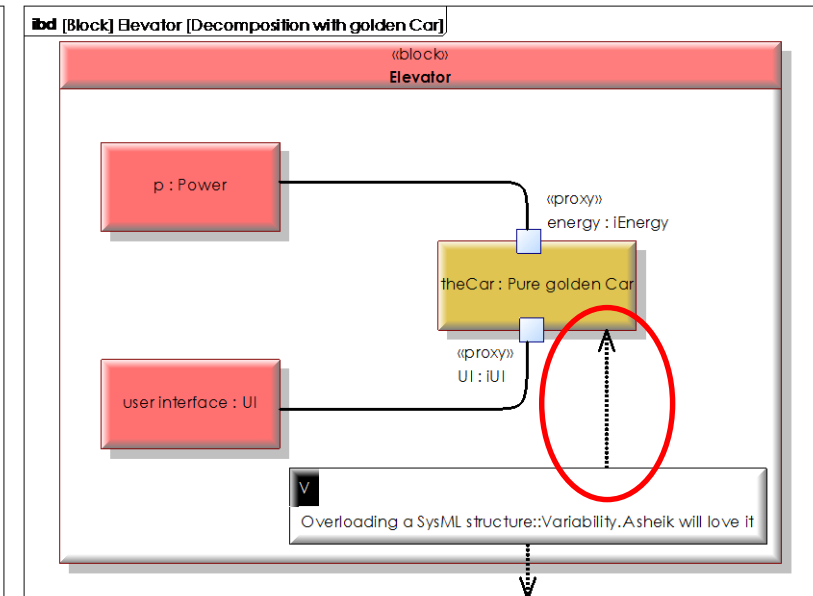 ibd [Block] Elevator [Decomposition with golden Car]
«block»
Elevator
p : Power
«proxy»
energy : iEnergy
theCar : Pure golden Car
«proxy»
UI : iUI
user interface : UI
V
Overloading a SysML structure::Variability.Asheik will love it